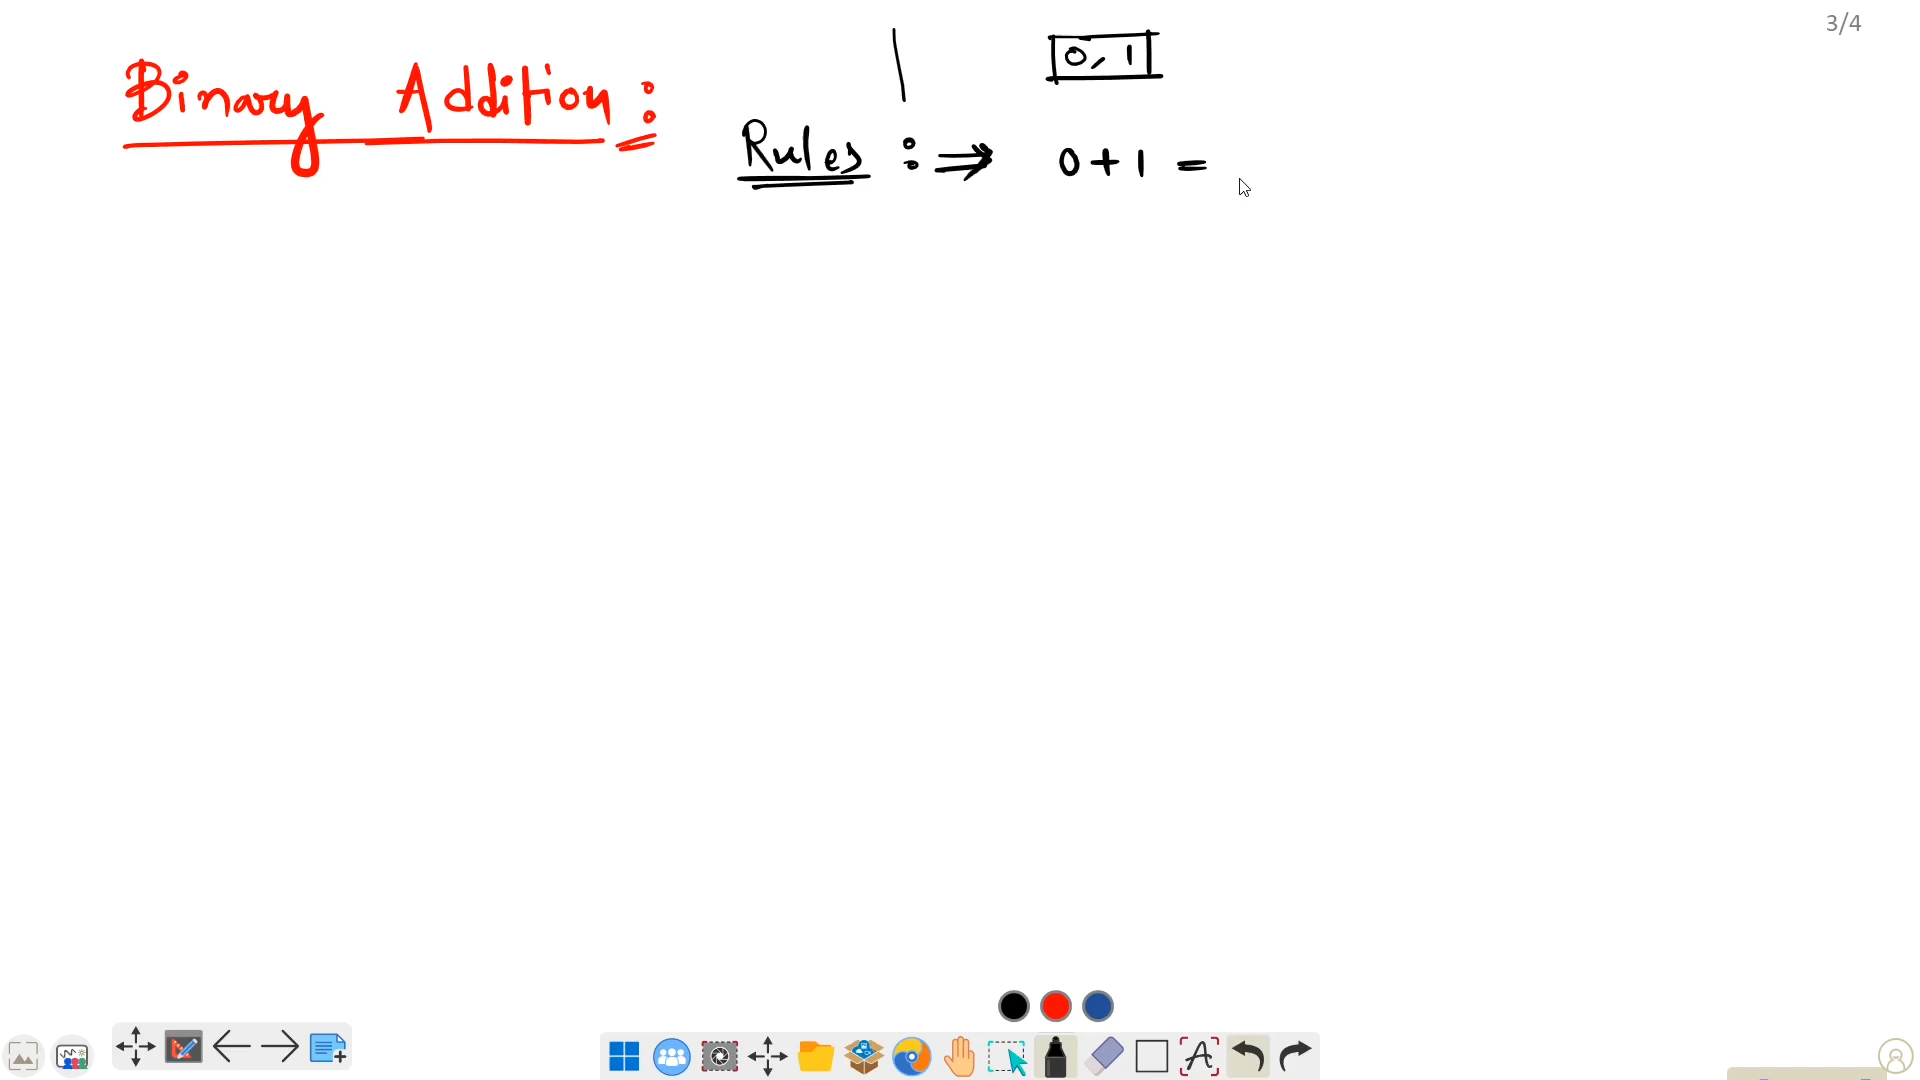 3/4
0, 1
Binary Addition :
Rules : ⇒ 0 + 1 =